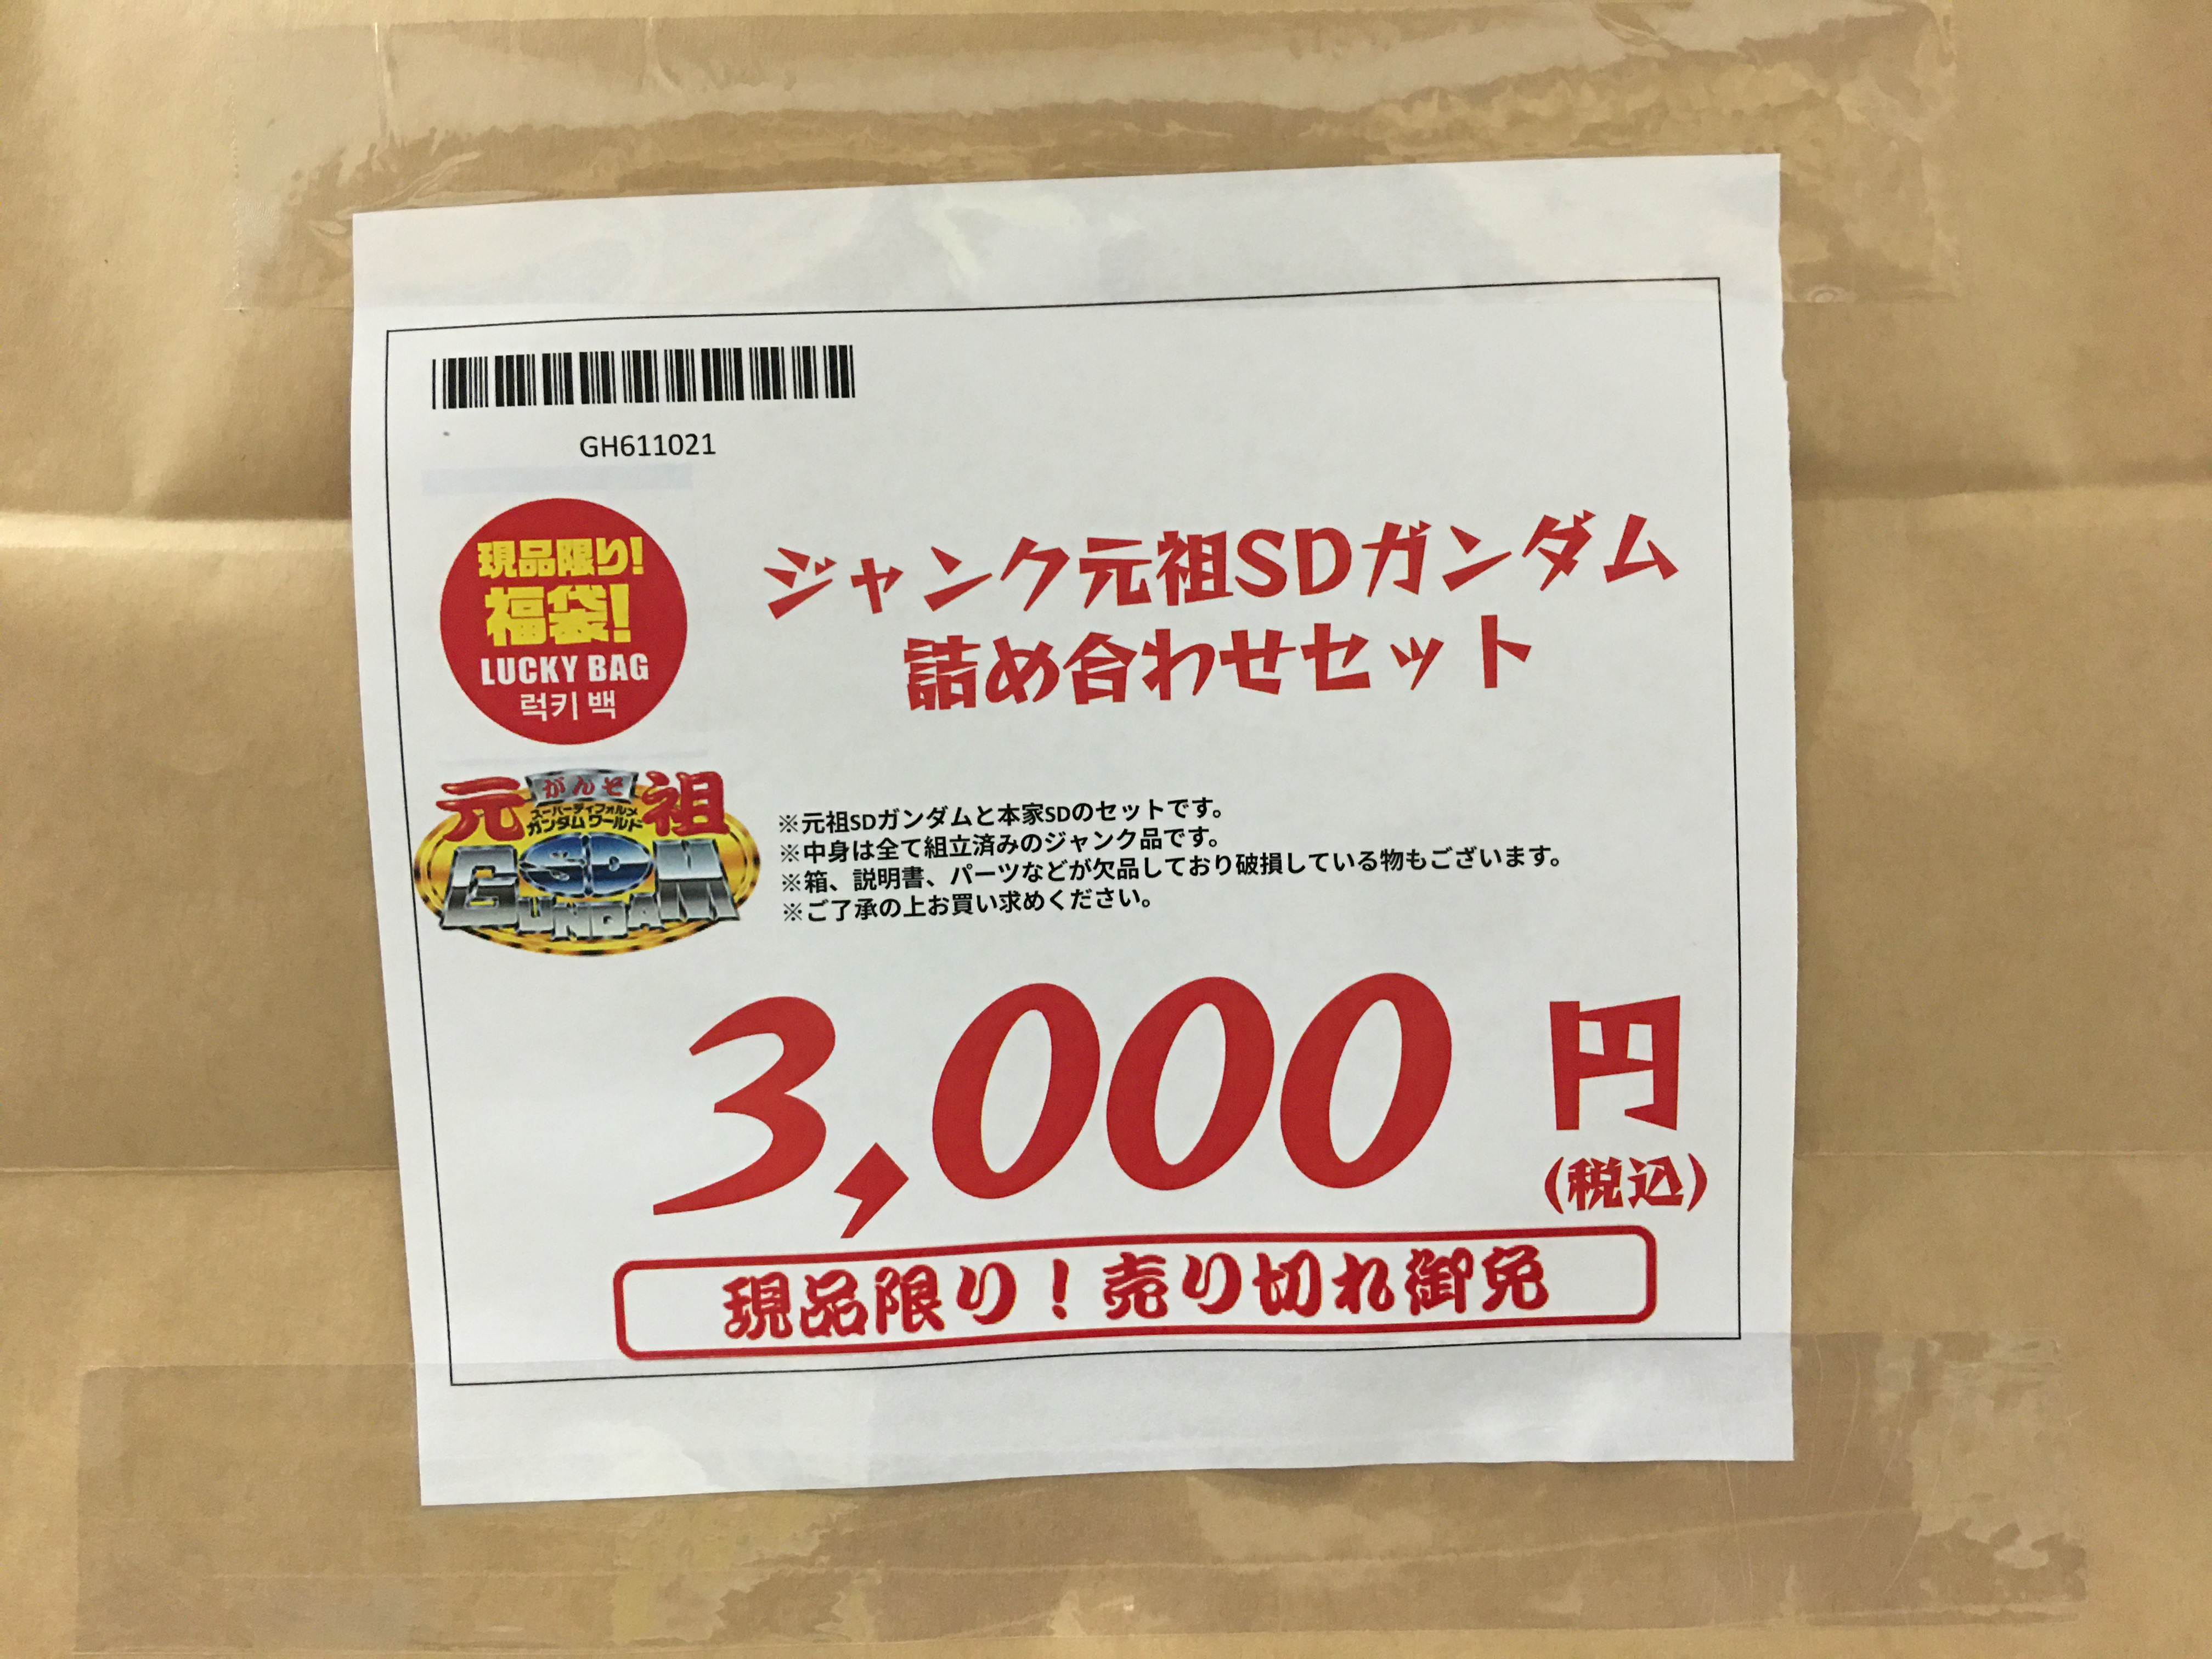 GH611021
現品限り!
福袋!
LUCKY BAG
럭키 백
ジャンク元祖SDガンダム
詰め合わせセット
元祖
がんそ
スーパーディフォルメ
ガンダムワールド
SD
GUNDAM
※元祖SDガンダムと本家SDのセットです。
※中身は全て組立済みのジャンク品です。
※箱、説明書、パーツなどが欠品しており破損している物もございます。
※ご了承の上お買い求めください。
3,000 円
(税込)
現品限り!売り切れ御免